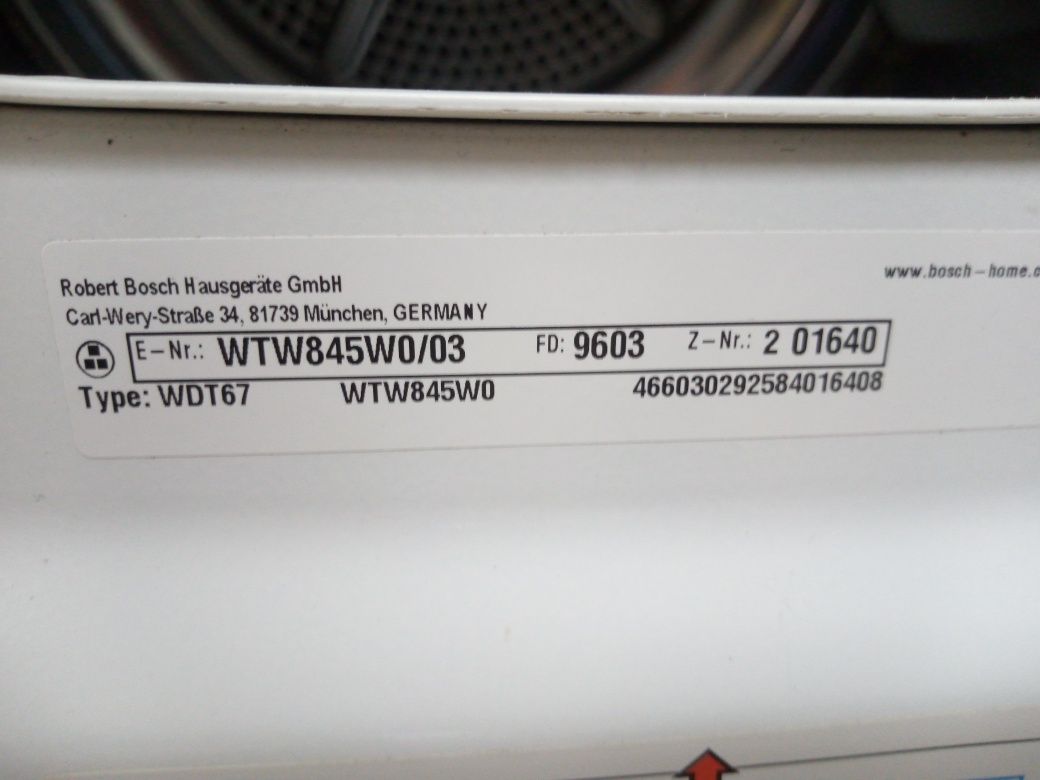 Robert Bosch Hausgeräte GmbH
www.bosch-home.c
Carl-Wery-Straße 34, 81739 München, GERMANY
E-Nr.: WTW845W0/03 FD: 9603 Z-Nr.: 2 01640
Type: WDT67 WTW845W0 466030292584016408